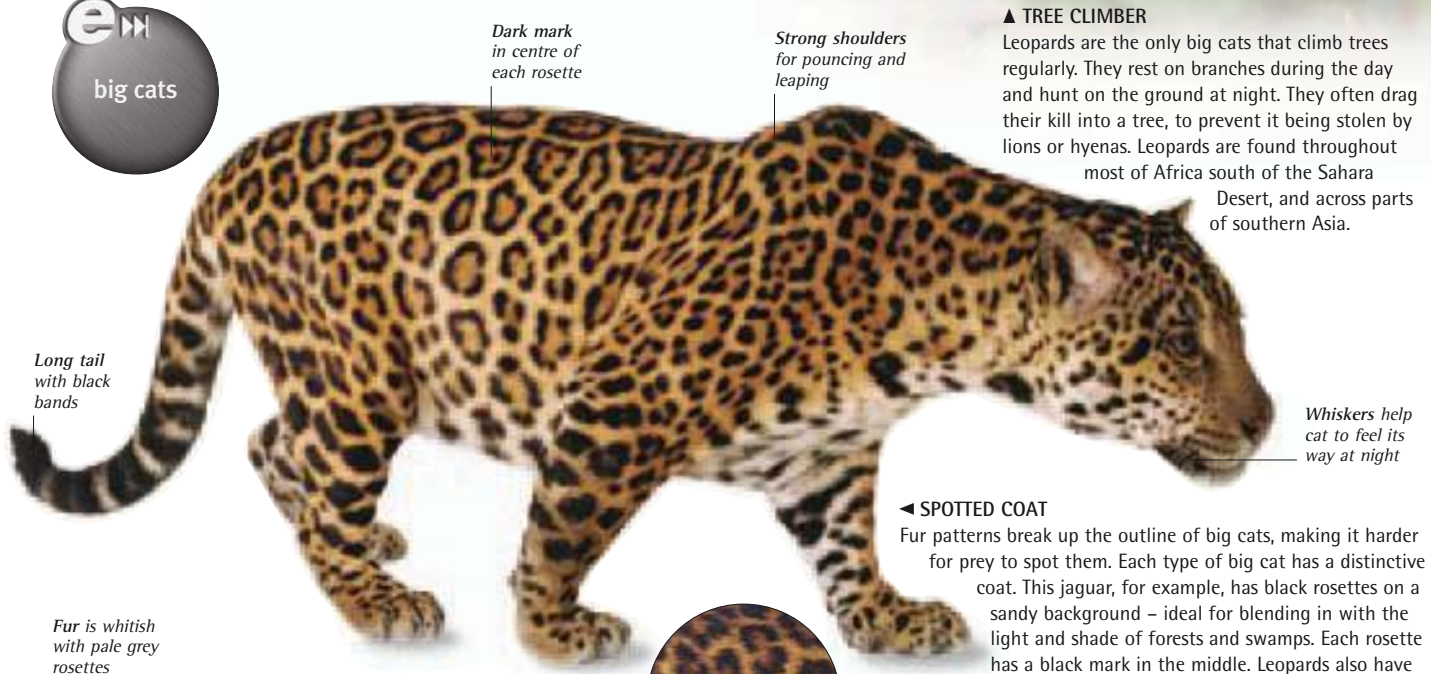 e
big cats
Dark mark
in centre of
each rosette
Strong shoulders
for pouncing and
leaping
▲ TREE CLIMBER
Leopards are the only big cats that climb trees
regularly. They rest on branches during the day
and hunt on the ground at night. They often drag
their kill into a tree, to prevent it being stolen by
lions or hyenas. Leopards are found throughout
most of Africa south of the Sahara
Desert, and across parts
of southern Asia.
Long tail
with black
bands
Whiskers help
cat to feel its
way at night
◄ SPOTTED COAT
Fur patterns break up the outline of big cats, making it harder
for prey to spot them. Each type of big cat has a distinctive
coat. This jaguar, for example, has black rosettes on a
sandy background – ideal for blending in with the
light and shade of forests and swamps. Each rosette
has a black mark in the middle. Leopards also have
Fur is whitish
with pale grey
rosettes